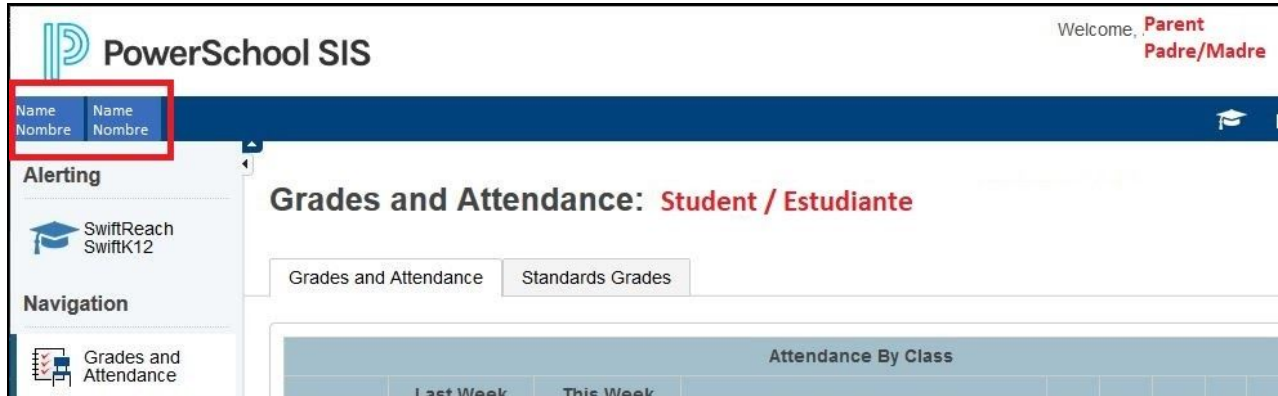 PowerSchool SIS
Welcome, Parent
Padre/Madre
Name Name
Nombre Nombre
Alerting
SwiftReach
SwiftK12
Navigation
Grades and
Attendance
Grades and Attendance: Student / Estudiante
Grades and Attendance Standards Grades
Attendance By Class
Last Week This Week